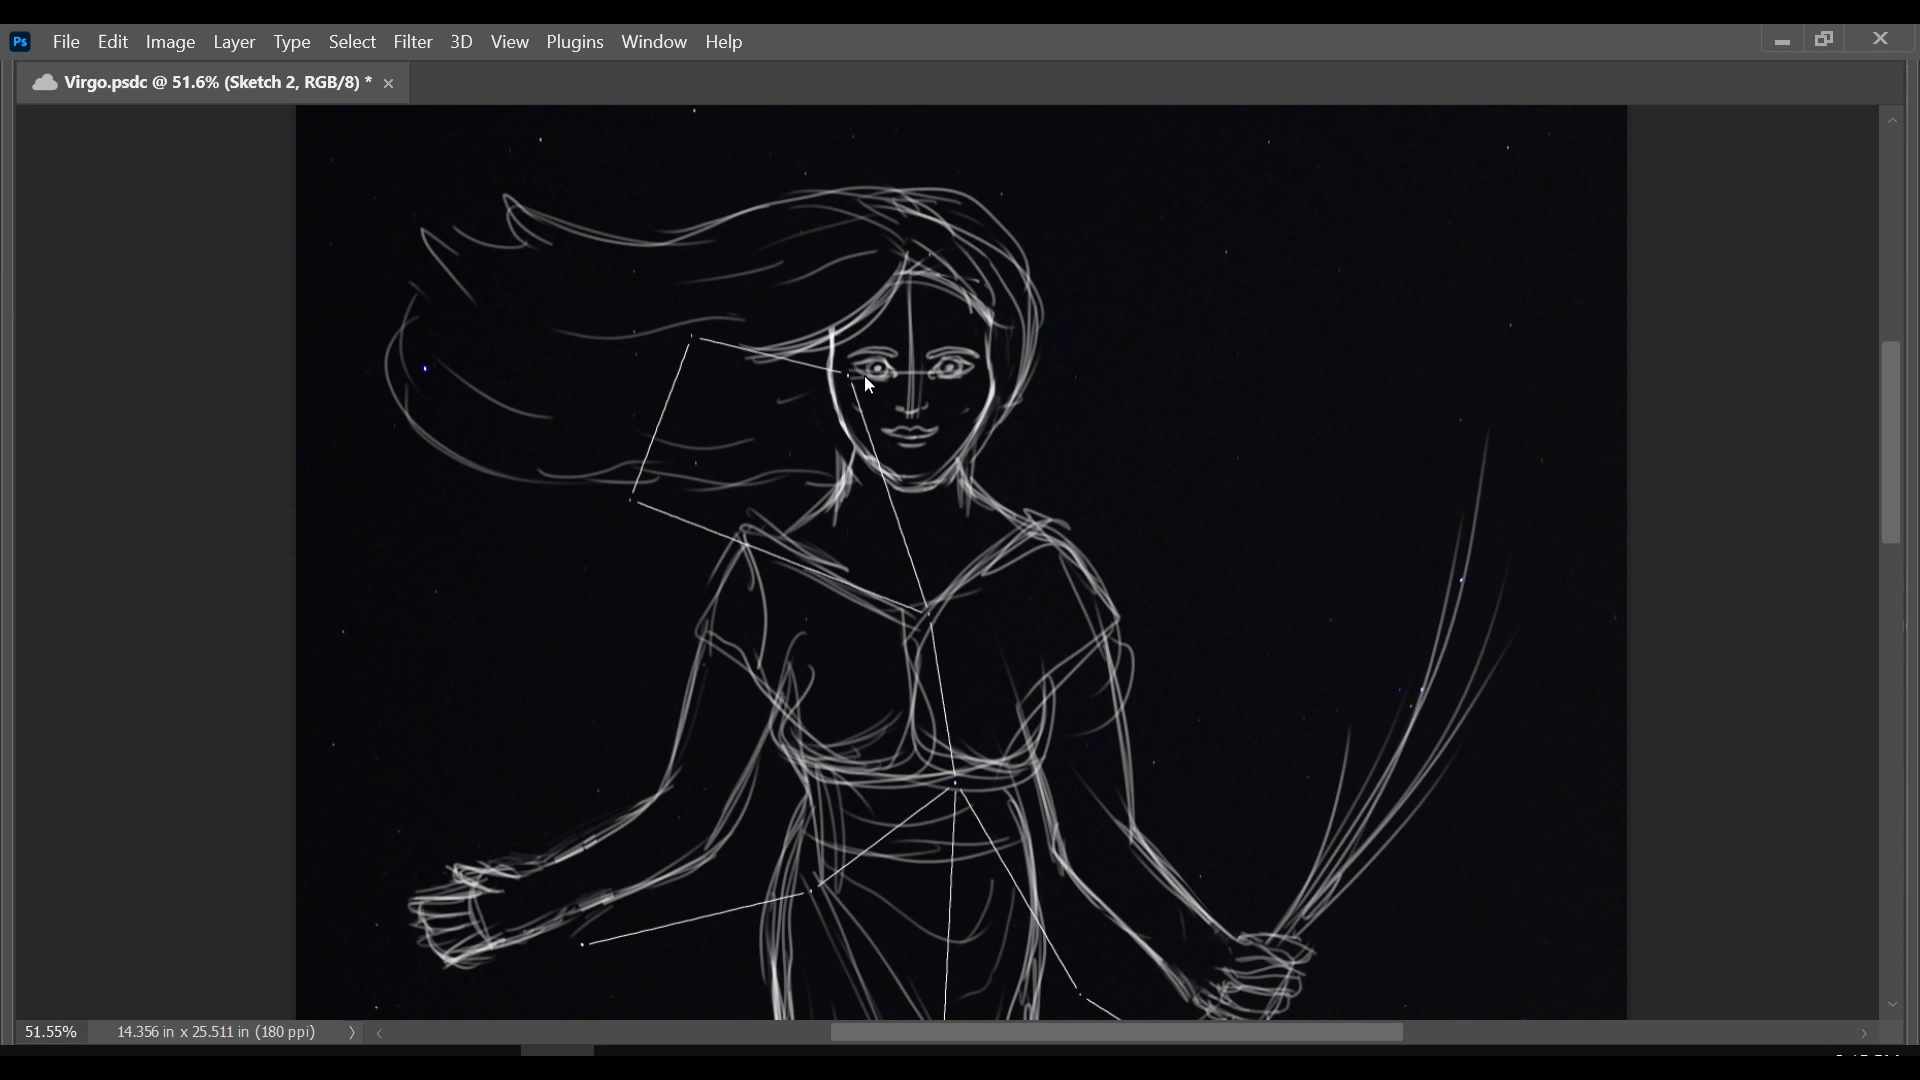 Ps File Edit Image Layer Type Select Filter 3D View Plugins Window Help
Virgo.psdc @ 51.6% (Sketch 2, RGB/8) *
51.55% 14.356 in x 25.511 in (180 ppi)